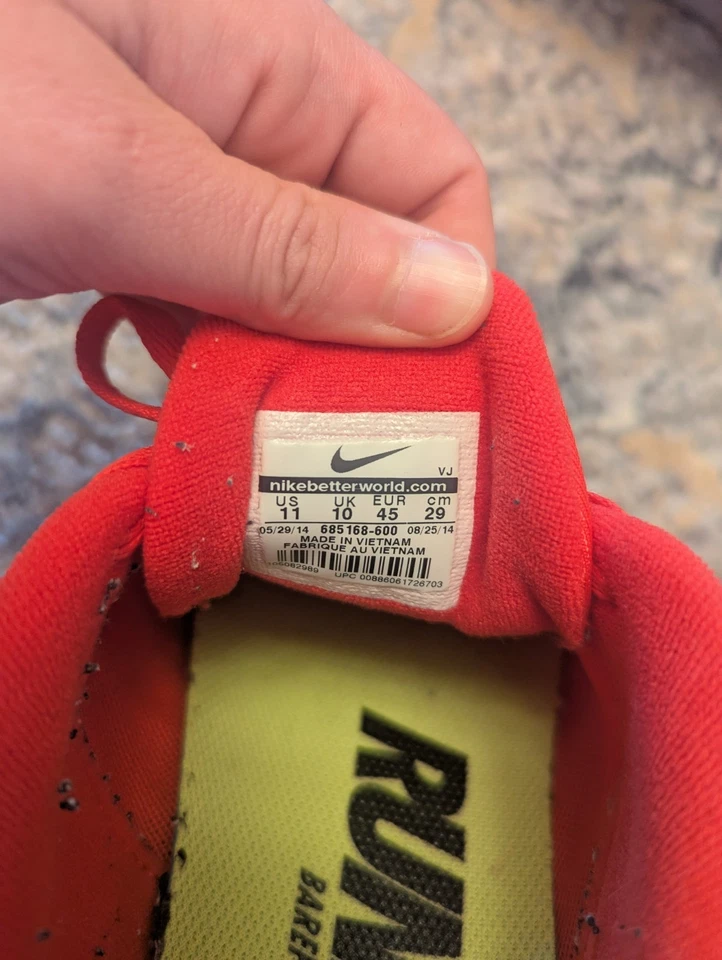 VJ
nikebetterworld.com
US UK EUR cm
11 10 45 29
05/29/14 685168-600 08/25/14
MADE IN VIETNAM
FABRIQUE AU VIETNAM
UPC 00886061726703
RUN
BAREF